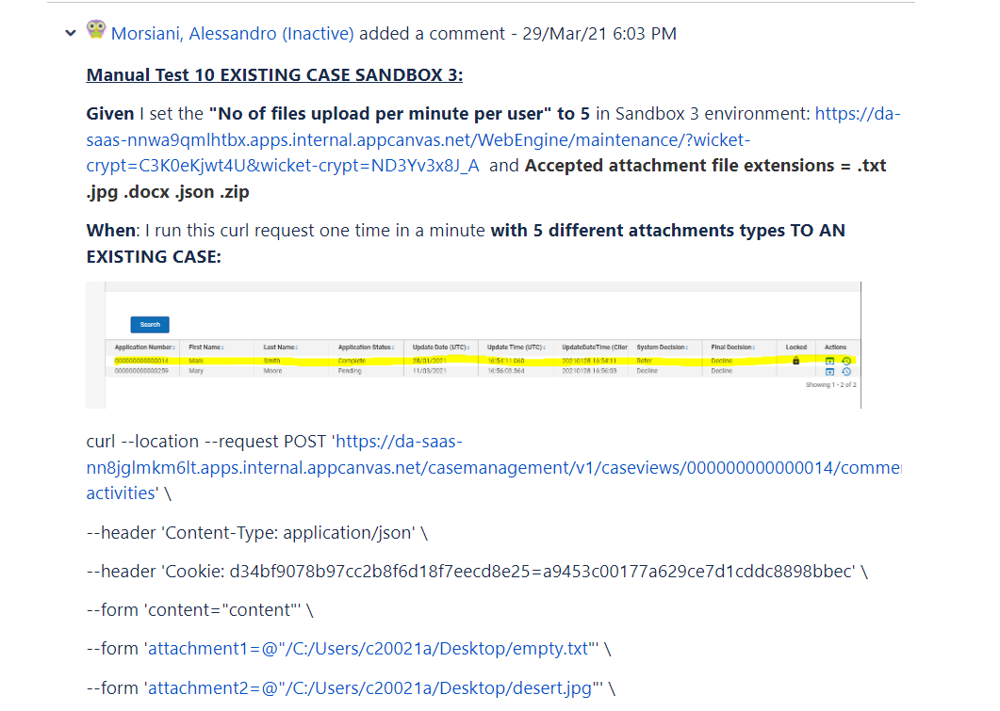 Morsiani, Alessandro (Inactive) added a comment - 29/Mar/21 6:03 PM
Manual Test 10 EXISTING CASE SANDBOX 3:
Given I set the "No of files upload per minute per user" to 5 in Sandbox 3 environment: https://da-
saas-nnwa9qmlhtbx.apps.internal.appcanvas.net/WebEngine/maintenance/?wicket-
crypt=C3K0eKjwt4U&wicket-crypt=ND3Yv3x8J_A and Accepted attachment file extensions = .txt
.jpg .docx .json .zip
When: I run this curl request one time in a minute with 5 different attachments types TO AN
EXISTING CASE:
Search
Application Number: First Name: Last Name: Application Status: Update Date (UTC): Update Time (UTC): UpdateDateTime (Clier System Decision: Final Decision: Locked Actions
000000000000014 Mark Smith Complete 28/01/2021 16:54:11.060 20210128 16:54:11 Refer Decline
000000000000259 Mary Moore Pending 11/03/2021 16:56:03.364 20210128 16:56:03 Decline Decline
Showing 1 - 2 of 2
curl --location --request POST 'https://da-saas-
nn8jglmkm6lt.apps.internal.appcanvas.net/casemanagement/v1/caseviews/000000000000014/comme
activities' \
--header 'Content-Type: application/json' \
--header 'Cookie: d34bf9078b97cc2b8f6d18f7eecd8e25=a9453c00177a629ce7d1cddc8898bbec' \
--form 'content="content"' \
--form 'attachment1=@"/C:/Users/c20021a/Desktop/empty.txt"' \
--form 'attachment2=@"/C:/Users/c20021a/Desktop/desert.jpg"' \